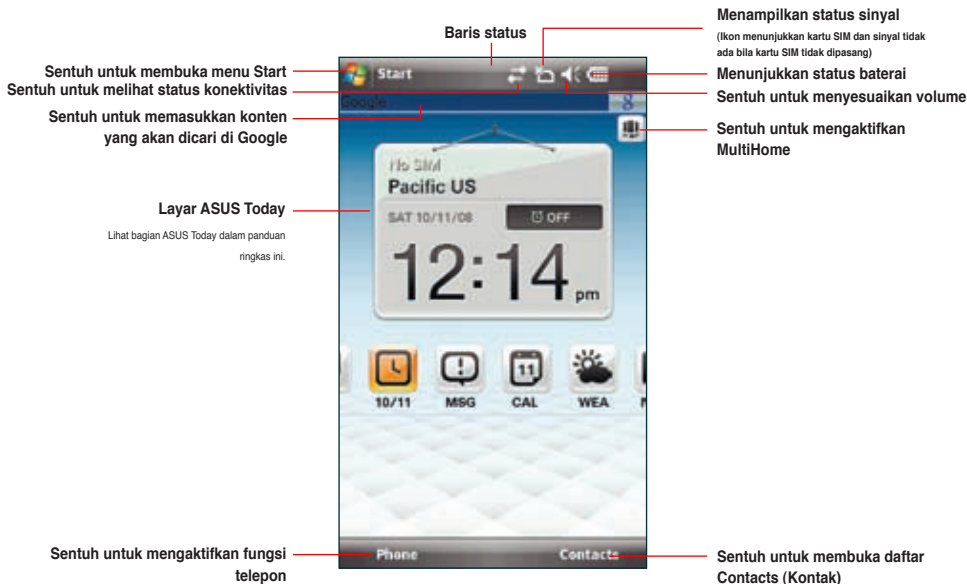 Baris status
Menampilkan status sinyal
(Ikon menunjukkan kartu SIM dan sinyal tidak
ada bila kartu SIM tidak dipasang)
Sentuh untuk membuka menu Start
Sentuh untuk melihat status konektivitas
Sentuh untuk memasukkan konten
yang akan dicari di Google
Menunjukkan status baterai
Sentuh untuk menyesuaikan volume
Sentuh untuk mengaktifkan
MultiHome
Layar ASUS Today
Lihat bagian ASUS Today dalam panduan
ringkas ini.
Start
Google
g
No SIM
Pacific US
SAT 10/11/08
OFF
12:14 pm
11
10/11 MSG CAL WEA
Phone Contacts
Sentuh untuk mengaktifkan fungsi
telepon
Sentuh untuk membuka daftar
Contacts (Kontak)